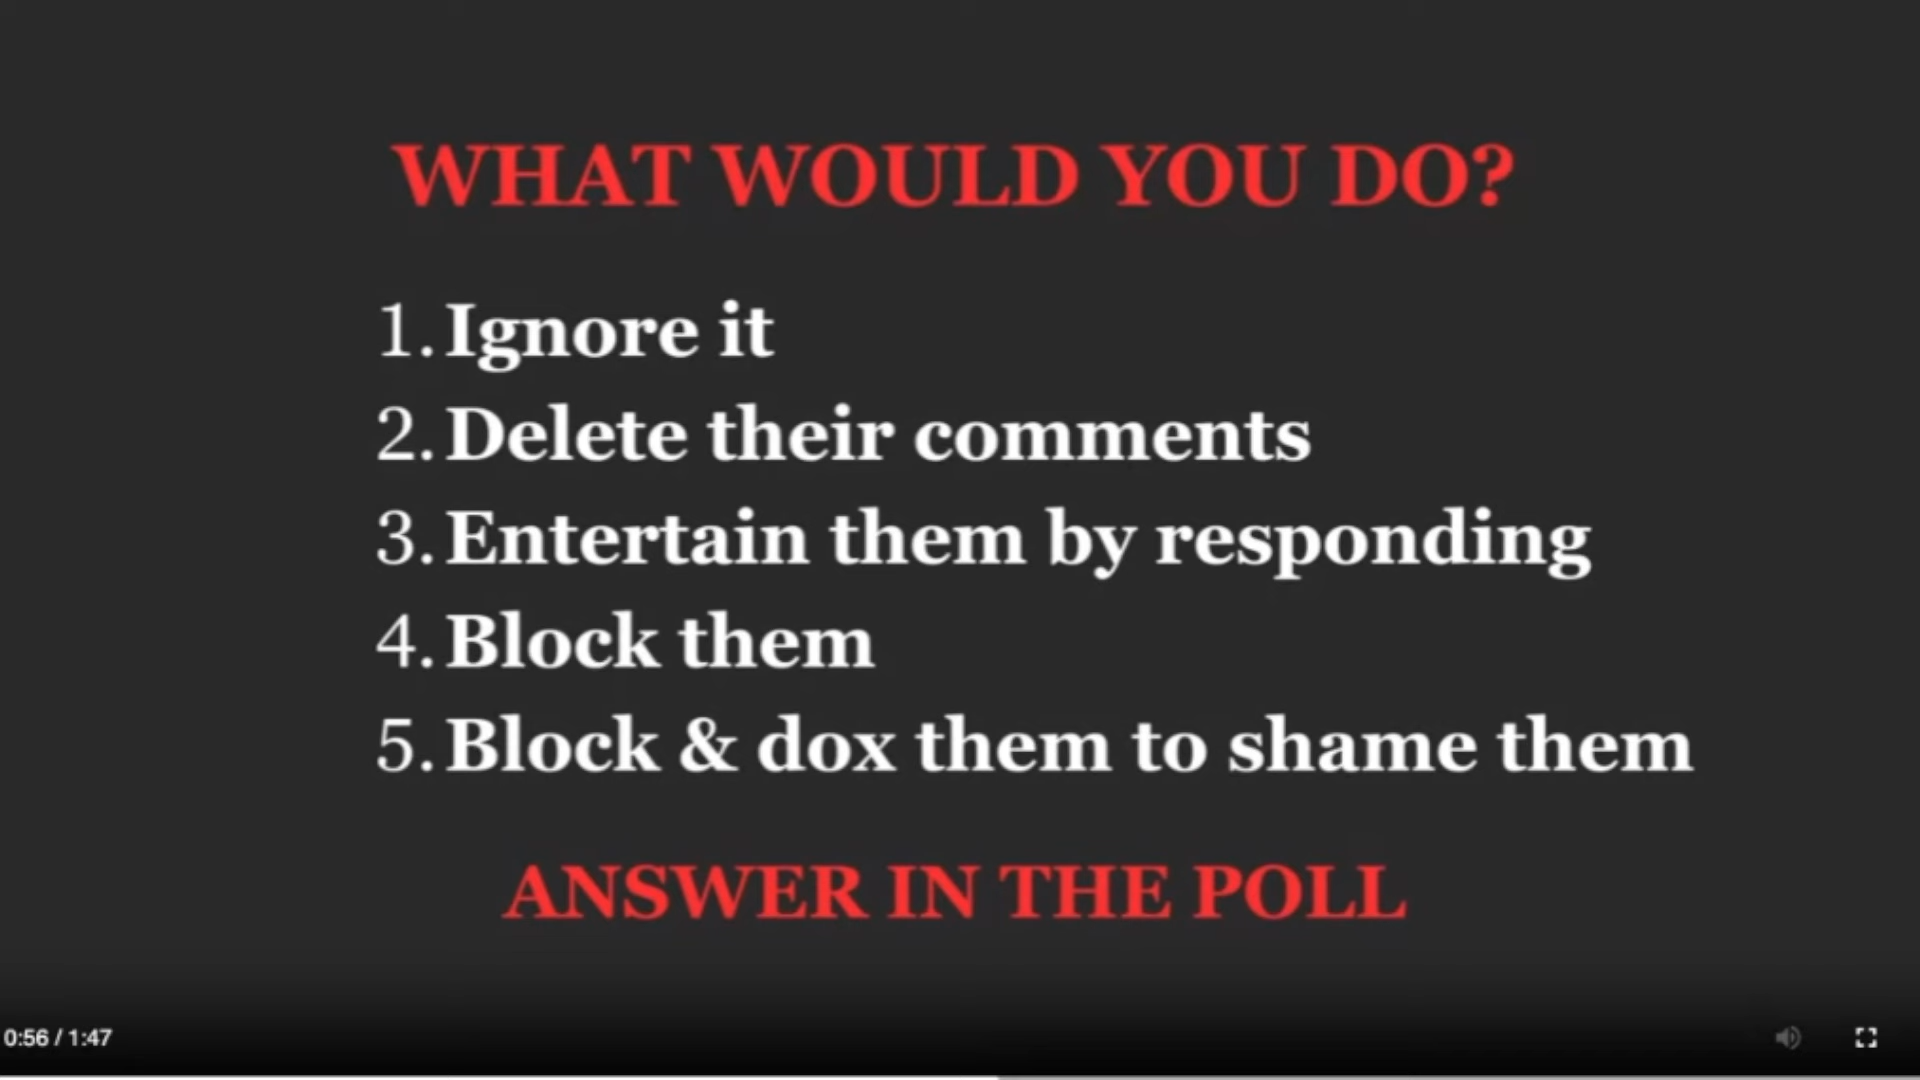 WHAT WOULD YOU DO?
1. Ignore it
2. Delete their comments
3. Entertain them by responding
4. Block them
5. Block & dox them to shame them
ANSWER IN THE POLL
0:56 / 1:47